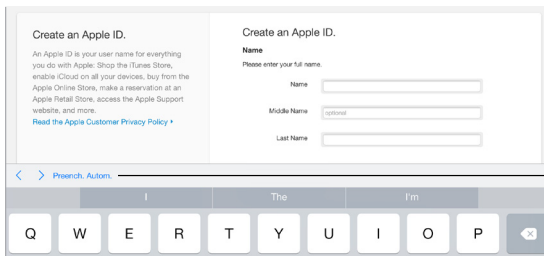 Create an Apple ID.
An Apple ID is your user name for everything
you do with Apple: Shop the iTunes Store,
enable iCloud on all your devices, buy from the
Apple Online Store, make a reservation at an
Apple Retail Store, access the Apple Support
website, and more.
Read the Apple Customer Privacy Policy
Create an Apple ID.
Name
Please enter your full name.
Name
Middle Name
optional
Last Name
Preench. Autom.
I
The
I'm
Q W E R T Y U I O P